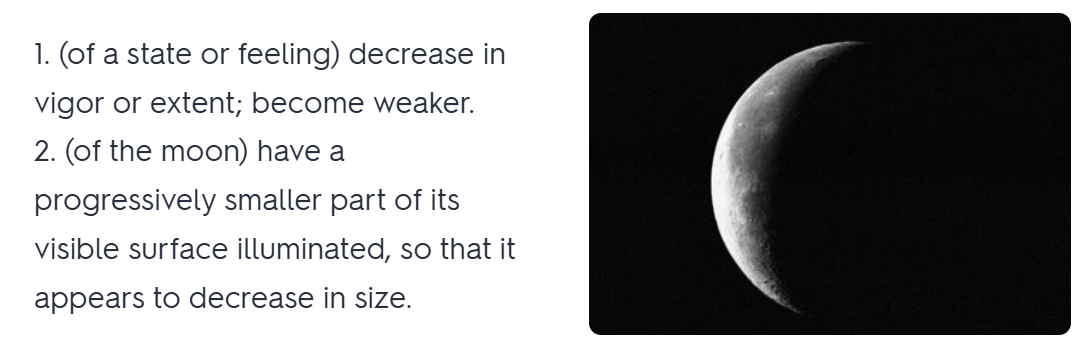 1. (of a state or feeling) decrease in
vigor or extent; become weaker.
2. (of the moon) have a
progressively smaller part of its
visible surface illuminated, so that it
appears to decrease in size.